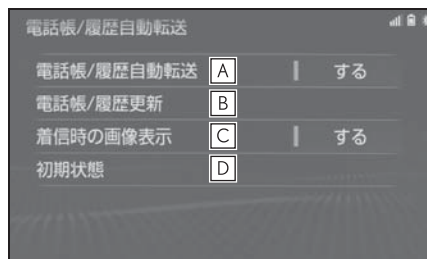 電話帳/履歴自動転送
電話帳/履歴自動転送 A する
電話帳/履歴更新 B
着信時の画像表示 C する
初期状態 D